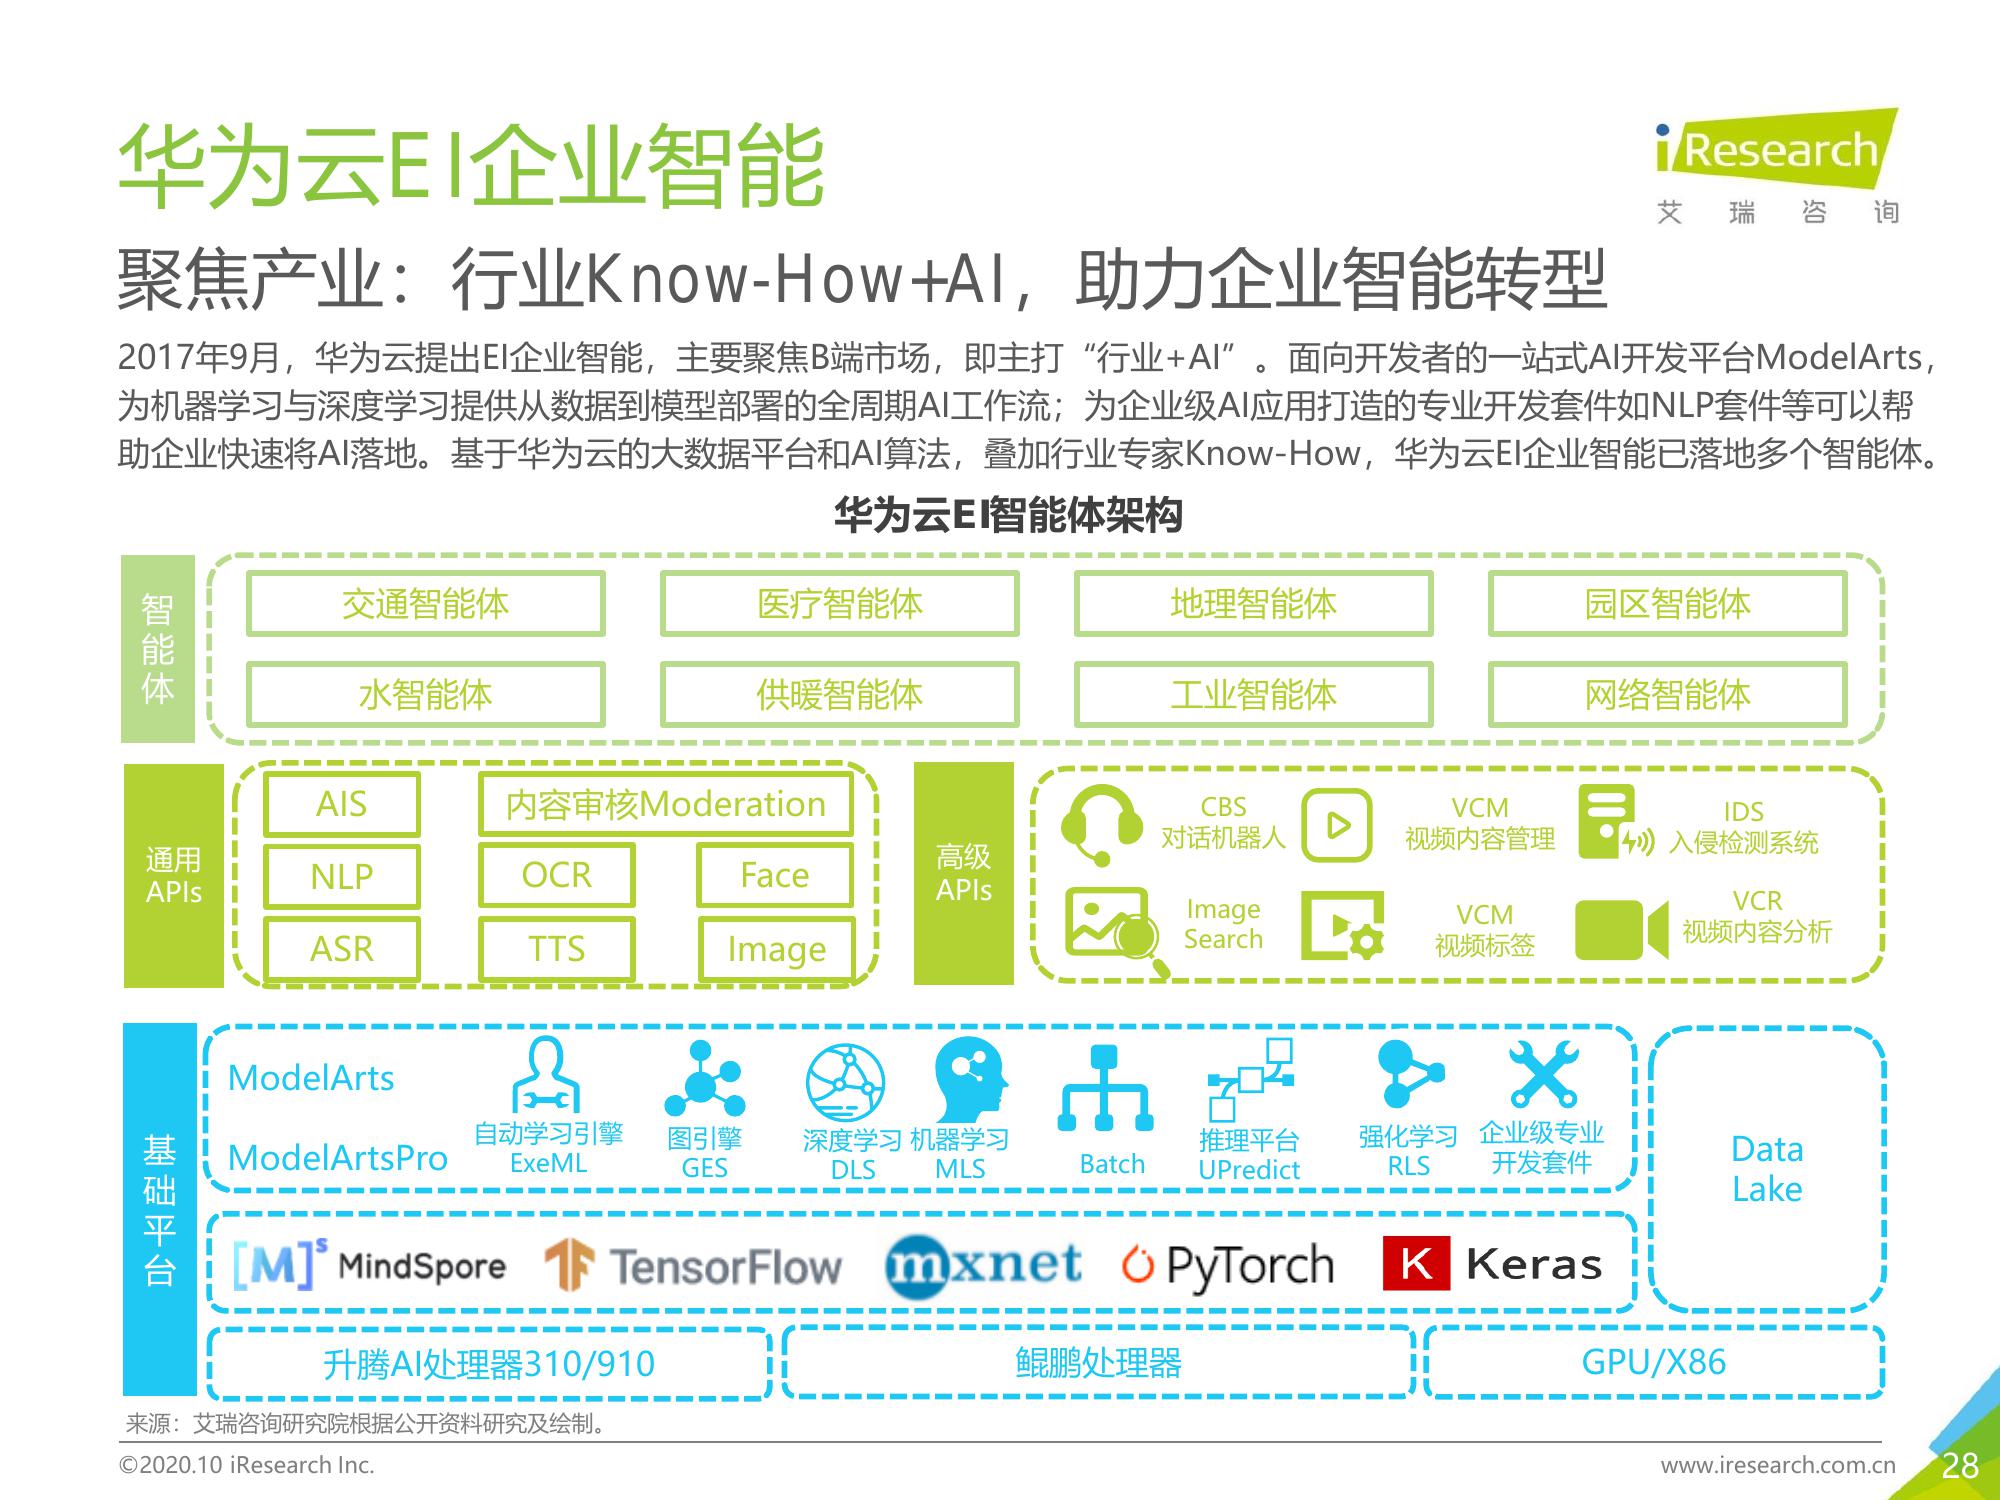 华为云EI企业智能
iResearch
艾瑞咨询
聚焦产业：行业Know-How+AI，助力企业智能转型
2017年9月，华为云提出EI企业智能，主要聚焦B端市场，即主打“行业+AI”。面向开发者的一站式AI开发平台ModelArts，
为机器学习与深度学习提供从数据到模型部署的全周期AI工作流；为企业级AI应用打造的专业开发套件如NLP套件等可以帮
助企业快速将AI落地。基于华为云的大数据平台和AI算法，叠加行业专家Know-How，华为云EI企业智能已落地多个智能体。
华为云EI智能体架构
智能体
交通智能体
医疗智能体
地理智能体
园区智能体
水智能体
供暖智能体
工业智能体
网络智能体
通用
APIs
AIS
内容审核Moderation
NLP
OCR
Face
ASR
TTS
Image
高级
APIs
CBS
对话机器人
VCM
视频内容管理
IDS
入侵检测系统
Image
Search
VCM
视频标签
VCR
视频内容分析
基础平台
ModelArts
ModelArtsPro
自动学习引擎
ExeML
图引擎
GES
深度学习
DLS
机器学习
MLS
Batch
推理平台
UPredict
强化学习
RLS
企业级专业
开发套件
Data
Lake
[M]s MindSpore
TensorFlow
mxnet
PyTorch
K Keras
升腾AI处理器310/910
鲲鹏处理器
GPU/X86
来源：艾瑞咨询研究院根据公开资料研究及绘制。
©2020.10 iResearch Inc.
www.iresearch.com.cn
28